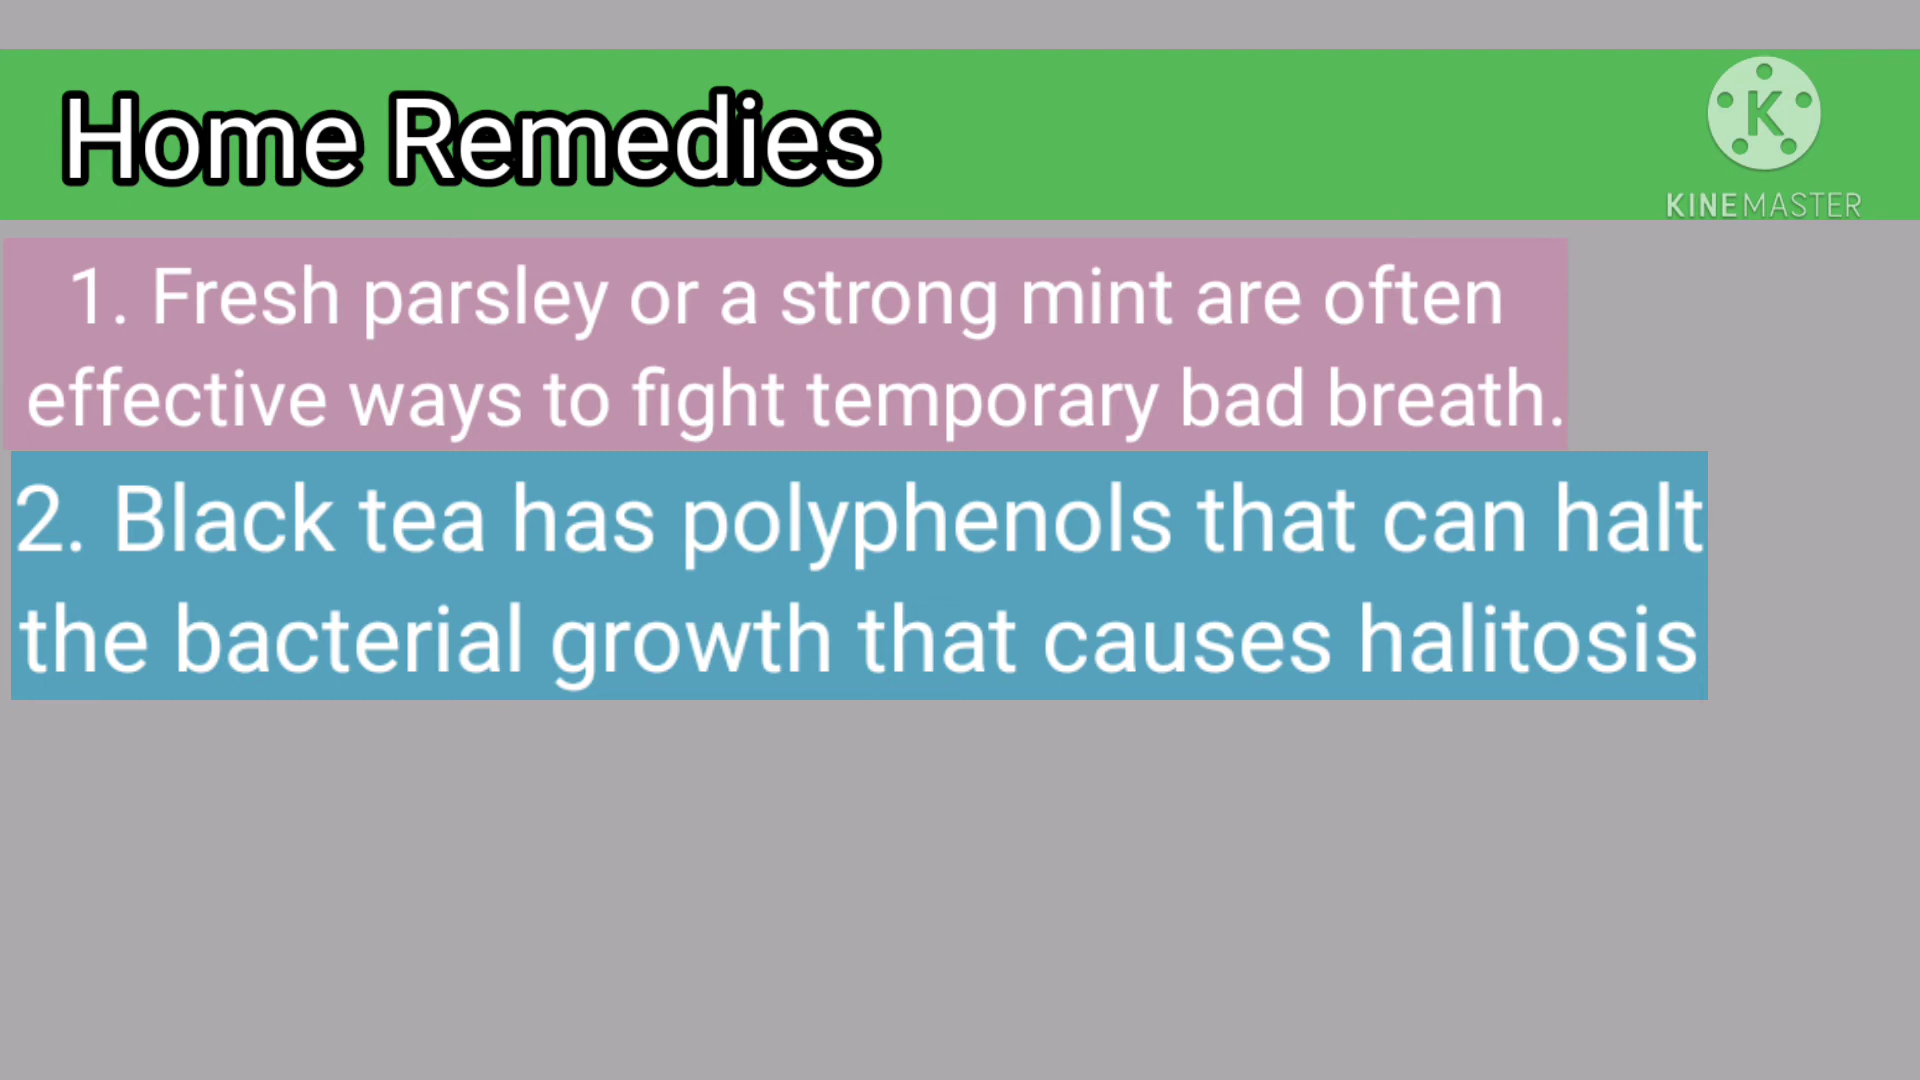 Home Remedies
K
KINEMASTER
1. Fresh parsley or a strong mint are often
effective ways to fight temporary bad breath.
2. Black tea has polyphenols that can halt
the bacterial growth that causes halitosis